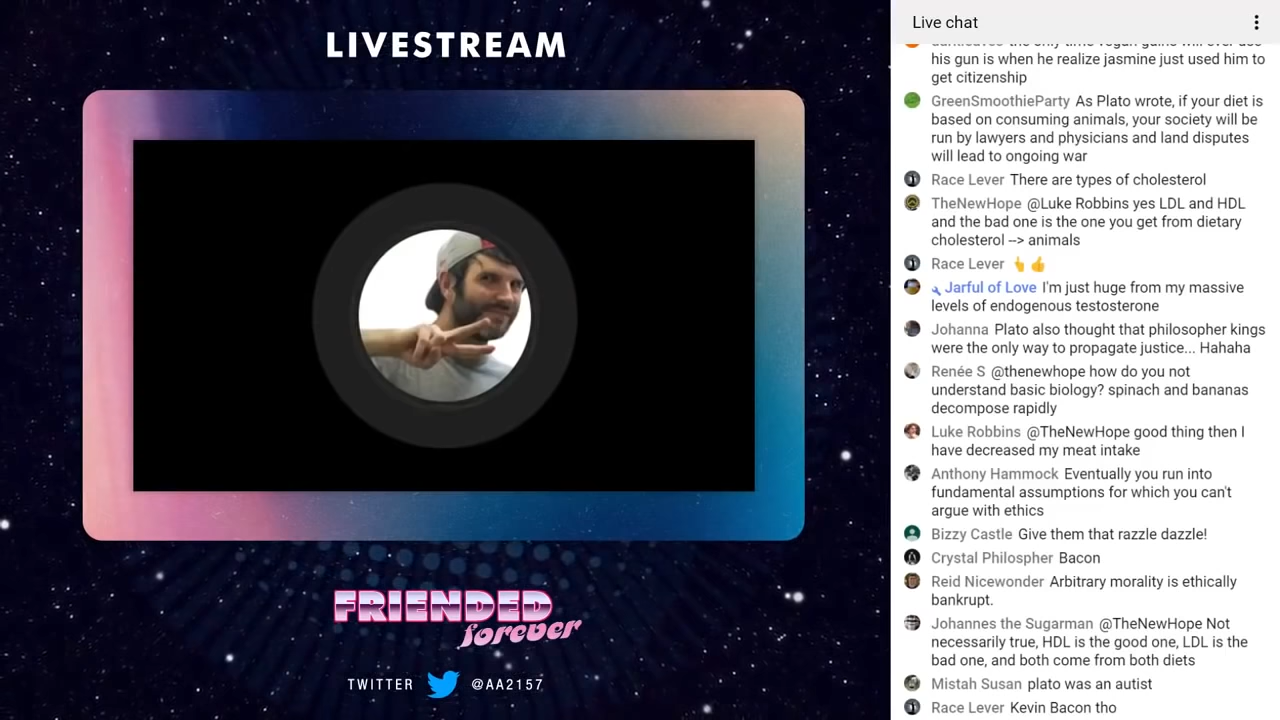 LIVESTREAM
FRIENDED
forever
TWITTER @AA2157
Live chat
his gun is when he realize jasmine just used him to
get citizenship
GreenSmoothieParty As Plato wrote, if your diet is
based on consuming animals, your society will be
run by lawyers and physicians and land disputes
will lead to ongoing war
Race Lever There are types of cholesterol
TheNewHope @Luke Robbins yes LDL and HDL
and the bad one is the one you get from dietary
cholesterol --> animals
Race Lever 👆 👍
Jarful of Love I'm just huge from my massive
levels of endogenous testosterone
Johanna Plato also thought that philosopher kings
were the only way to propagate justice... Hahaha
Renée S @thenewhope how do you not
understand basic biology? spinach and bananas
decompose rapidly
Luke Robbins @TheNewHope good thing then I
have decreased my meat intake
Anthony Hammock Eventually you run into
fundamental assumptions for which you can't
argue with ethics
Bizzy Castle Give them that razzle dazzle!
Crystal Philospher Bacon
Reid Nicewonder Arbitrary morality is ethically
bankrupt.
Johannes the Sugarman @TheNewHope Not
necessarily true, HDL is the good one, LDL is the
bad one, and both come from both diets
Mistah Susan plato was an autist
Race Lever Kevin Bacon tho